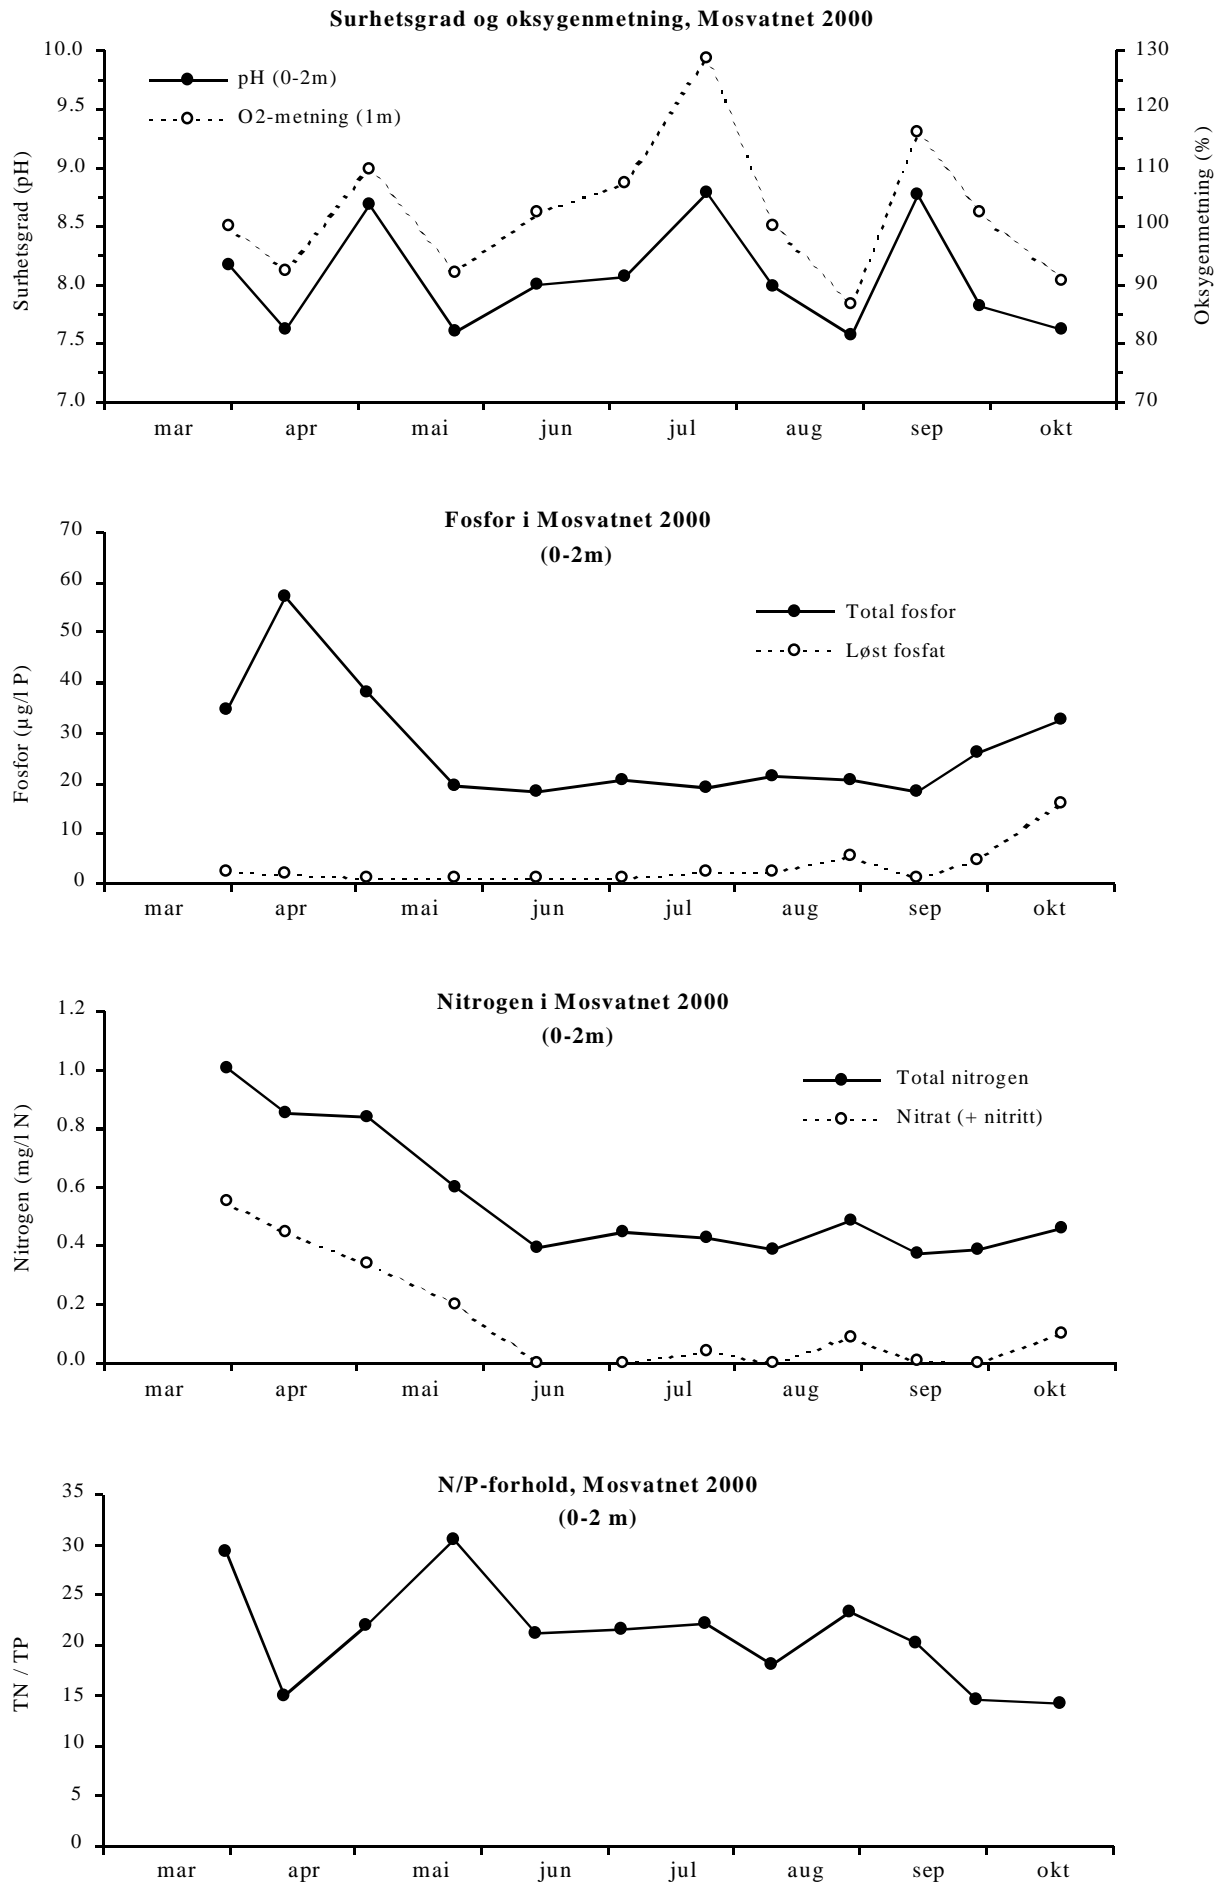 Surhetsgrad og oksygenmetning, Mosvatnet 2000
10.0
9.5
9.0
8.5
8.0
7.5
7.0
Surhetsgrad (pH)
pH (0-2m)
O2-metning (1m)
130
120
110
100
90
80
70
Oksygenmetning (%)
mar apr mai jun jul aug sep okt
Fosfor i Mosvatnet 2000
(0-2m)
70
60
50
40
30
20
10
0
Fosfor (µg/l P)
Total fosfor
Løst fosfat
mar apr mai jun jul aug sep okt
Nitrogen i Mosvatnet 2000
(0-2m)
1.2
1.0
0.8
0.6
0.4
0.2
0.0
Nitrogen (mg/l N)
Total nitrogen
Nitrat (+ nitritt)
mar apr mai jun jul aug sep okt
N/P-forhold, Mosvatnet 2000
(0-2 m)
35
30
25
20
15
10
5
0
TN / TP
mar apr mai jun jul aug sep okt